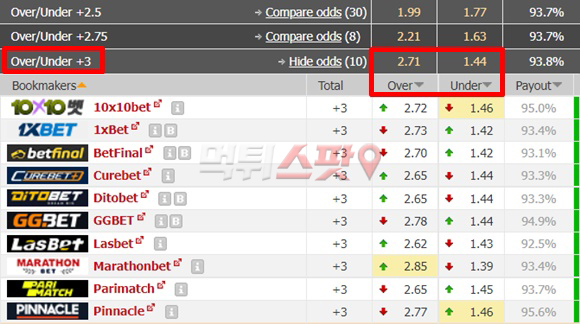 Over/Under +2.5 → Compare odds (30) 1.99 1.77 93.7%
Over/Under +2.75 → Compare odds (8) 2.21 1.63 93.7%
Over/Under +3 → Hide odds (10) 2.71 1.44 93.8%
Bookmakers Total Over Under Payout
10X10벳 10x10bet i +3 2.72 1.46 95.0%
1XBET 1xBet i B +3 2.73 1.42 93.4%
betfinal BetFinal i B +3 2.70 1.42 93.1%
CUREBET Curebet i +3 2.65 1.44 93.3%
DITOBET Ditobet i B +3 2.65 1.44 93.3%
GG.BET GGBET i B +3 2.78 1.44 94.9%
LASBET Lasbet i +3 2.62 1.43 92.5%
MARATHON BET Marathonbet i +3 2.85 1.39 93.4%
PARI MATCH Parimatch i +3 2.65 1.45 93.7%
PINNACLE Pinnacle i +3 2.77 1.46 95.6%
먹튀스팟